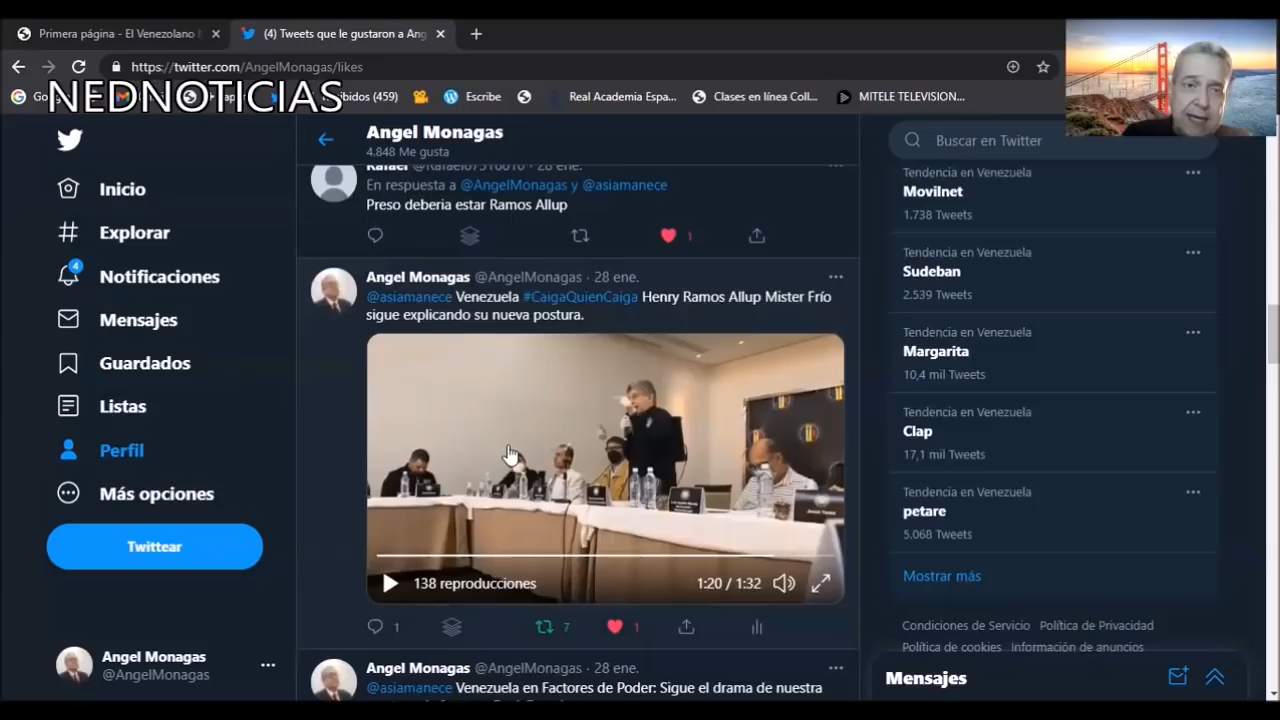 Primera página - El Venezolano
(4) Tweets que le gustaron a Ang
https://twitter.com/AngelMonagas/likes
NEDNOTICIAS
Recibidos (459)
Escribe
Real Academia Espa...
Clases en línea Coll...
MITELE TELEVISION...
Inicio
Explorar
4
Notificaciones
Mensajes
Guardados
Listas
Perfil
Más opciones
Twittear
Angel Monagas
@AngelMonagas
Angel Monagas
4.848 Me gusta
En respuesta a @AngelMonagas y @asiamanece
Preso deberia estar Ramos Allup
1
Angel Monagas @AngelMonagas · 28 ene.
@asiamanece Venezuela #CaigaQuienCaiga Henry Ramos Allup Mister Frío
sigue explicando su nueva postura.
138 reproducciones
1:20 / 1:32
1 7 1
Angel Monagas @AngelMonagas · 28 ene.
@asiamanece Venezuela en Factores de Poder: Sigue el drama de nuestra
Buscar en Twitter
Tendencia en Venezuela
Movilnet
1.738 Tweets
Tendencia en Venezuela
Sudeban
2.539 Tweets
Tendencia en Venezuela
Margarita
10,4 mil Tweets
Tendencia en Venezuela
Clap
17,1 mil Tweets
Tendencia en Venezuela
petare
5.068 Tweets
Mostrar más
Condiciones de Servicio Política de Privacidad
Política de cookies Información de anuncios
Mensajes